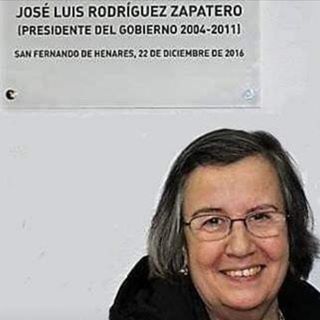 JOSÉ LUIS RODRÍGUEZ ZAPATERO
(PRESIDENTE DEL GOBIERNO 2004-2011)
SAN FERNANDO DE HENARES, 22 DE DICIEMBRE DE 2016